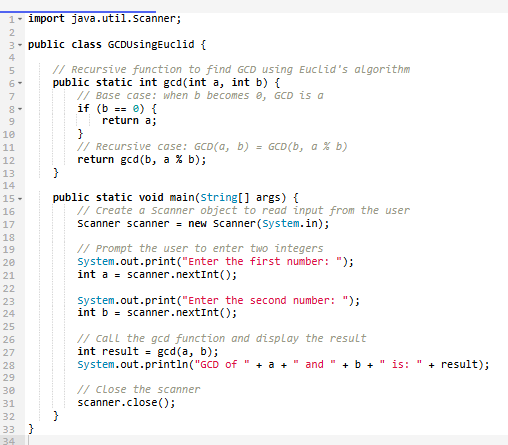 1 import java.util.Scanner;
2
3 public class GCDUsingEuclid {
4
5     // Recursive function to find GCD using Euclid's algorithm
6     public static int gcd(int a, int b) {
7         // Base case: when b becomes 0, GCD is a
8         if (b == 0) {
9             return a;
10         }
11         // Recursive case: GCD(a, b) = GCD(b, a % b)
12         return gcd(b, a % b);
13     }
14
15     public static void main(String[] args) {
16         // Create a Scanner object to read input from the user
17         Scanner scanner = new Scanner(System.in);
18
19         // Prompt the user to enter two integers
20         System.out.print("Enter the first number: ");
21         int a = scanner.nextInt();
22
23         System.out.print("Enter the second number: ");
24         int b = scanner.nextInt();
25
26         // Call the gcd function and display the result
27         int result = gcd(a, b);
28         System.out.println("GCD of " + a + " and " + b + " is: " + result);
29
30         // Close the scanner
31         scanner.close();
32     }
33 }
34